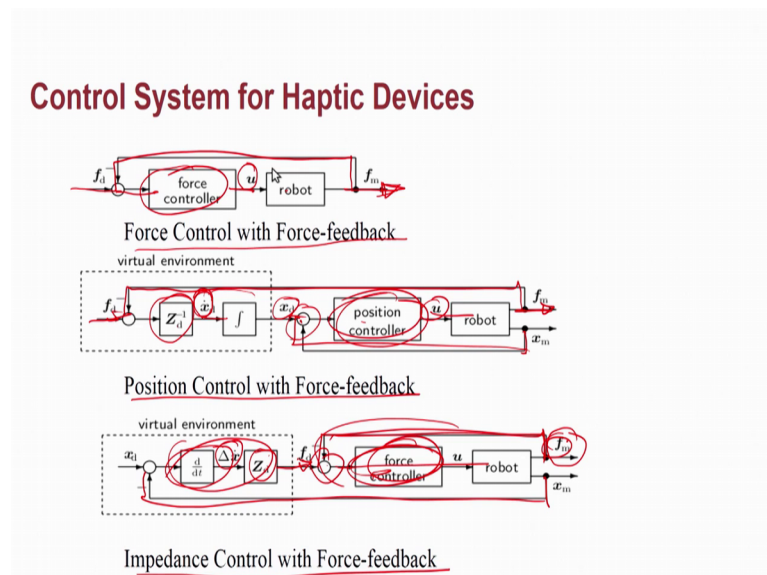 Control System for Haptic Devices
f_d
force controller
u
robot
f_m
Force Control with Force-feedback
virtual environment
f_d
Z_d^{-1}
ẋ_d
∫
x_d
position controller
u
robot
f_m
x_m
Position Control with Force-feedback
virtual environment
x_d
d/dt
Z_d
f_d
force controller
u
robot
f_m
x_m
Impedance Control with Force-feedback